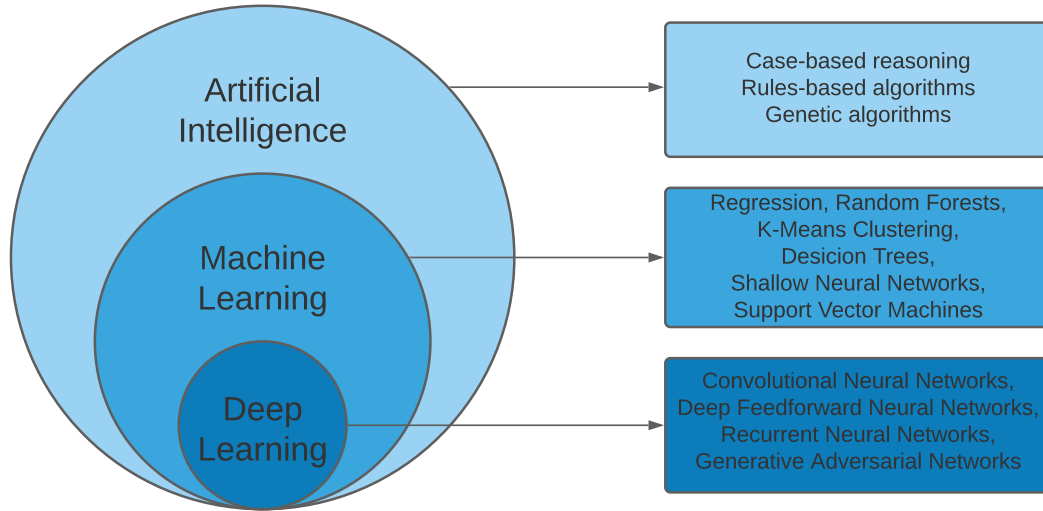 Artificial
Intelligence
Case-based reasoning
Rules-based algorithms
Genetic algorithms
Machine
Learning
Regression, Random Forests,
K-Means Clustering,
Desicion Trees,
Shallow Neural Networks,
Support Vector Machines
Deep
Learning
Convolutional Neural Networks,
Deep Feedforward Neural Networks,
Recurrent Neural Networks,
Generative Adversarial Networks